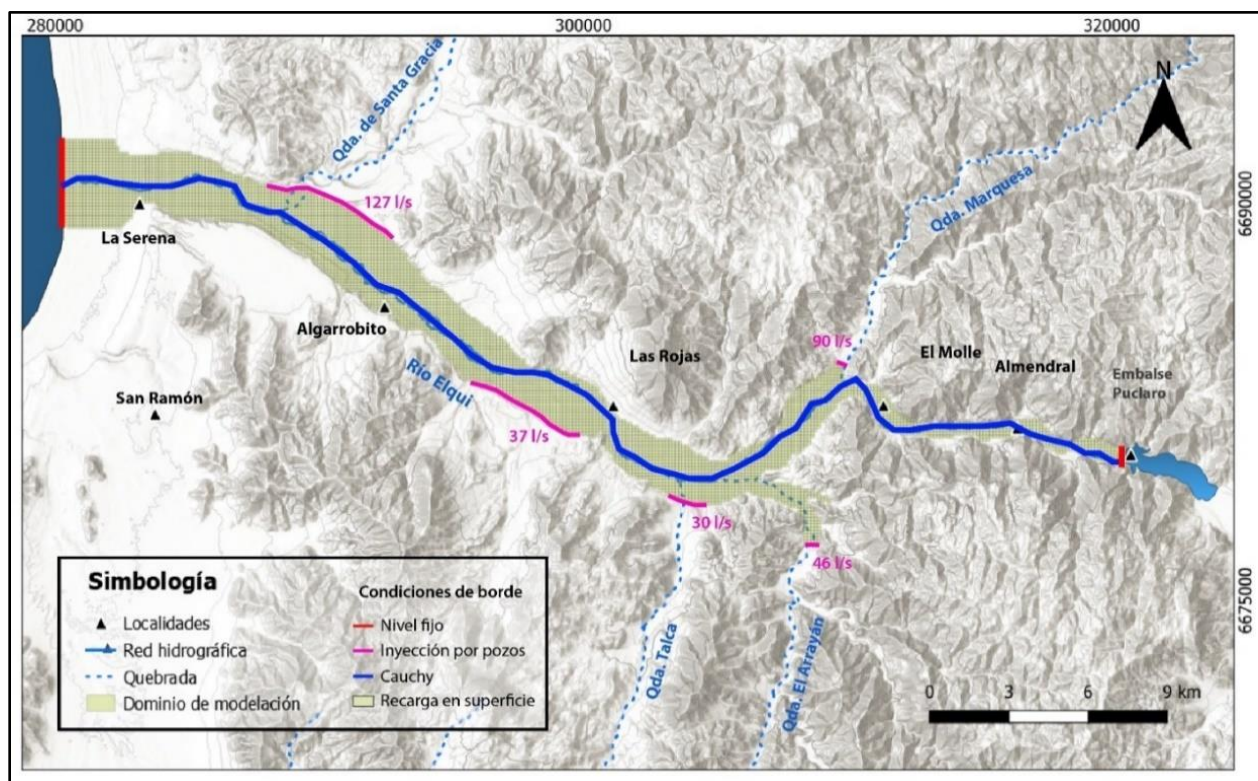 280000
300000
320000
N
Qda. de Santa Gracia
Qda. Marquesa
6690000
127 l/s
La Serena
Algarrobito
Las Rojas
90 l/s
El Molle
Almendral
Embalse
Puclaro
Río Elqui
San Ramón
37 l/s
30 l/s
46 l/s
6675000
Qda. Talca
Qda. El Arrayán
Simbología
Localidades
Red hidrográfica
Quebrada
Dominio de modelación
Condiciones de borde
Nivel fijo
Inyección por pozos
Cauchy
Recarga en superficie
0 3 6 9 km